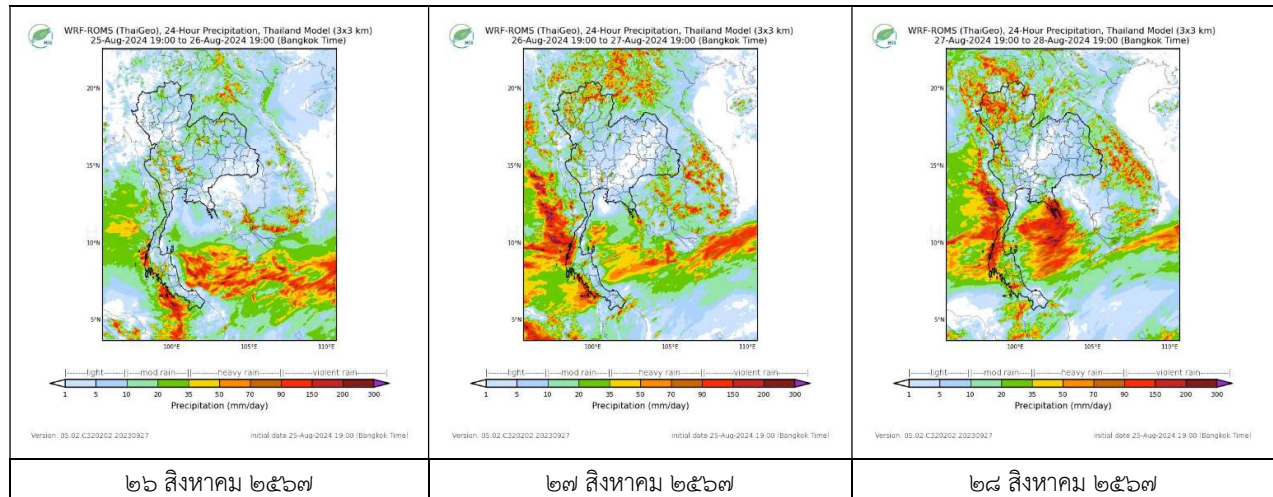 WRF-ROMS (ThaiGeo), 24-Hour Precipitation, Thailand Model (3x3 km)
25-Aug-2024 19:00 to 26-Aug-2024 19:00 (Bangkok Time)
20°N
15°N
10°N
5°N
100°E 105°E 110°E
|--------light--------||----mod rain----||---------heavy rain---------||-----------violent rain-----------|
1 5 10 20 35 50 70 90 150 200 300
Precipitation (mm/day)
Version: 05.02.C320202.20230927 initial date 25-Aug-2024 19:00 (Bangkok Time)
๒๖ สิงหาคม ๒๕๖๗
WRF-ROMS (ThaiGeo), 24-Hour Precipitation, Thailand Model (3x3 km)
26-Aug-2024 19:00 to 27-Aug-2024 19:00 (Bangkok Time)
20°N
15°N
10°N
5°N
100°E 105°E 110°E
|--------light--------||----mod rain----||---------heavy rain---------||-----------violent rain-----------|
1 5 10 20 35 50 70 90 150 200 300
Precipitation (mm/day)
Version: 05.02.C320202.20230927 initial date 25-Aug-2024 19:00 (Bangkok Time)
๒๗ สิงหาคม ๒๕๖๗
WRF-ROMS (ThaiGeo), 24-Hour Precipitation, Thailand Model (3x3 km)
27-Aug-2024 19:00 to 28-Aug-2024 19:00 (Bangkok Time)
20°N
15°N
10°N
5°N
100°E 105°E 110°E
|--------light--------||----mod rain----||---------heavy rain---------||-----------violent rain-----------|
1 5 10 20 35 50 70 90 150 200 300
Precipitation (mm/day)
Version: 05.02.C320202.20230927 initial date 25-Aug-2024 19:00 (Bangkok Time)
๒๘ สิงหาคม ๒๕๖๗